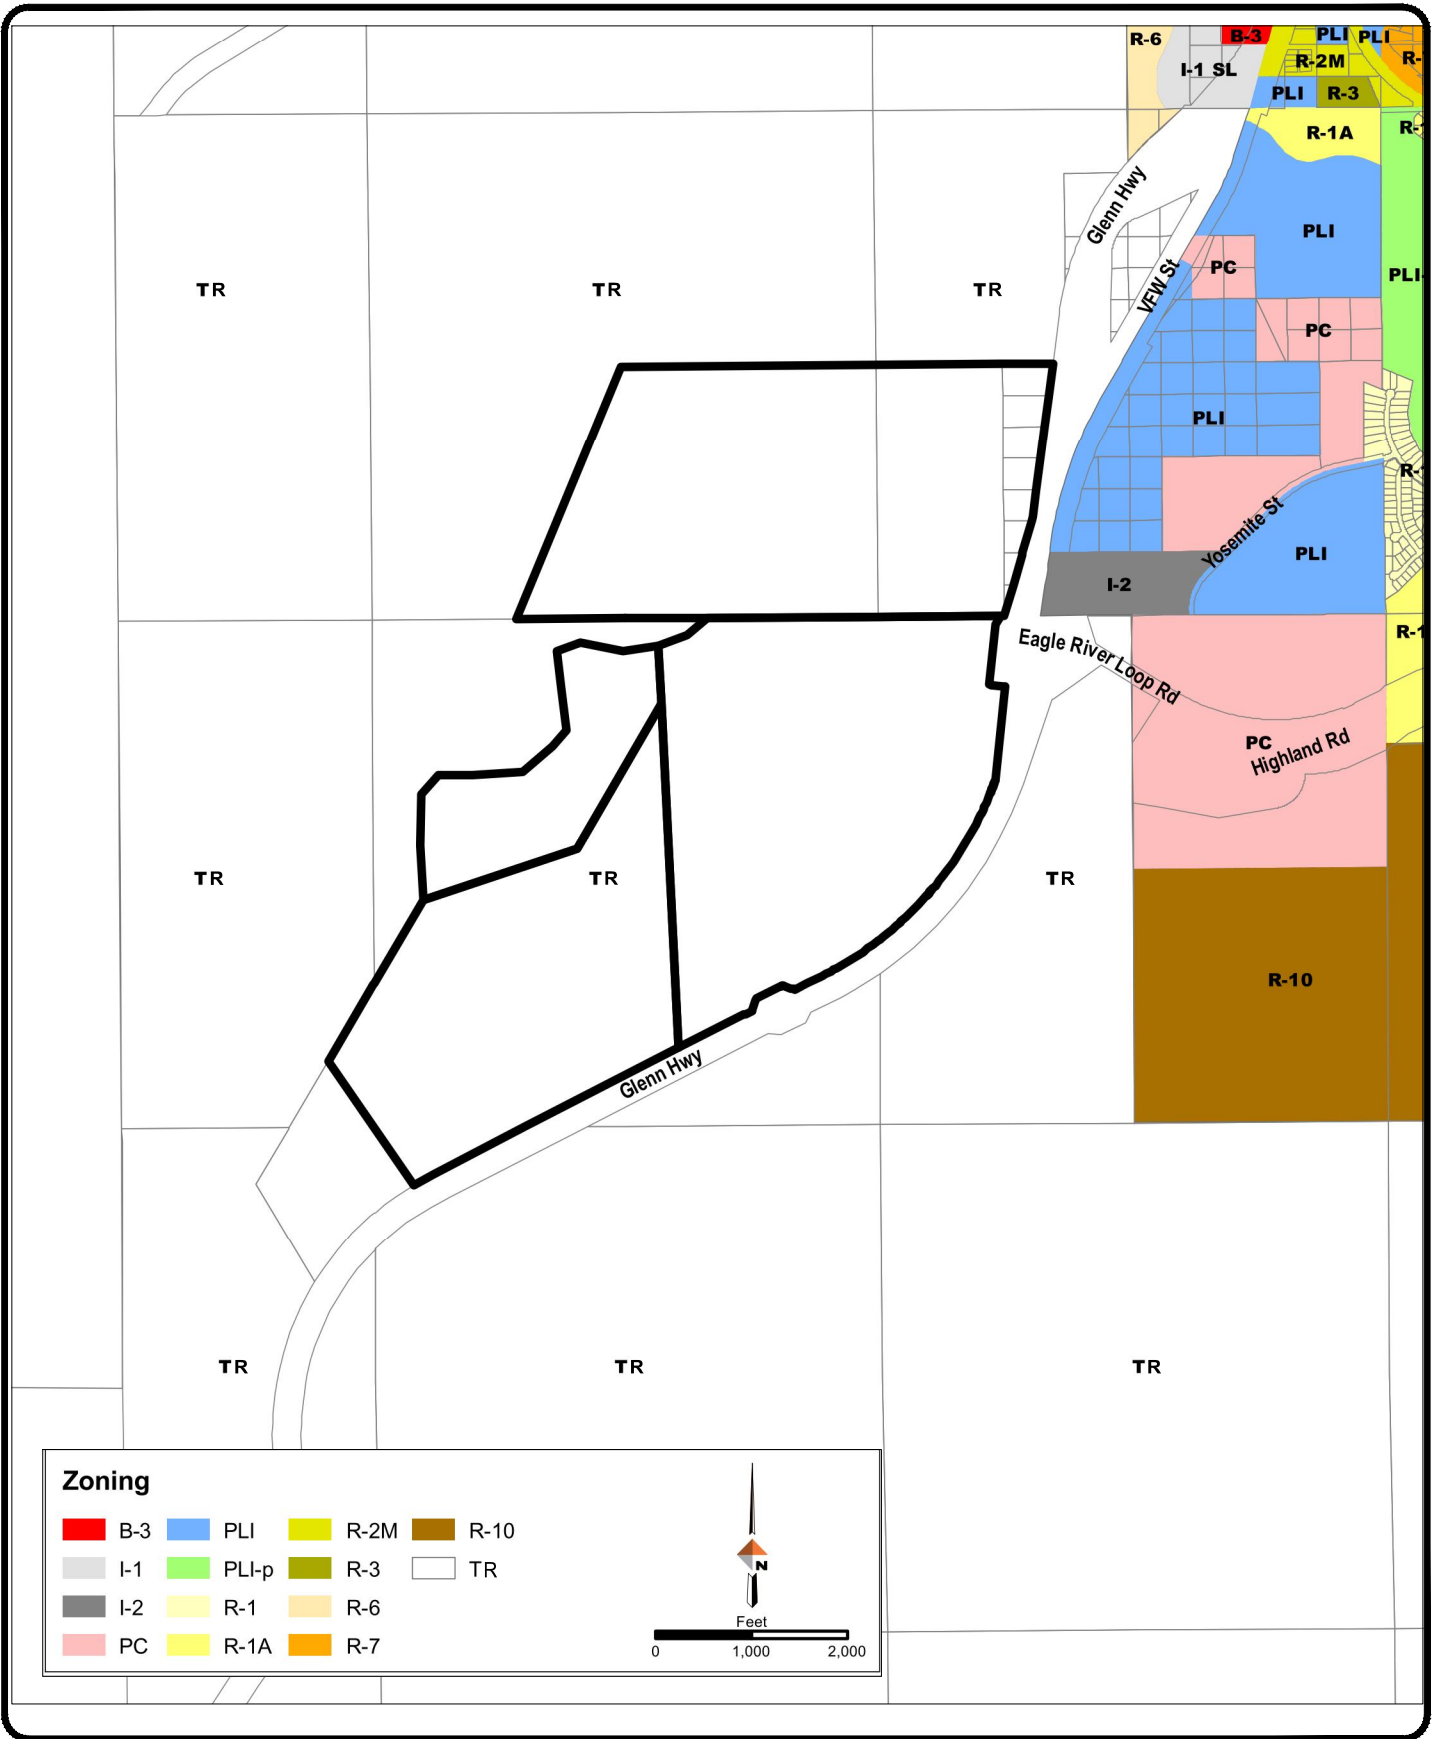 R-6
B-3
PLI
PLI
I-1 SL
R-2M
R-
PLI
R-3
R-1A
R-1
Glenn Hwy
PLI
PC
PLI-
VFW St
TR
TR
TR
PC
PLI
R-1
Yosemite St
PLI
I-2
Eagle River Loop Rd
R-1
PC
Highland Rd
TR
TR
TR
R-10
Glenn Hwy
TR
TR
TR
Zoning
B-3
PLI
R-2M
R-10
I-1
PLI-p
R-3
TR
I-2
R-1
R-6
PC
R-1A
R-7
N
Feet
0
1,000
2,000